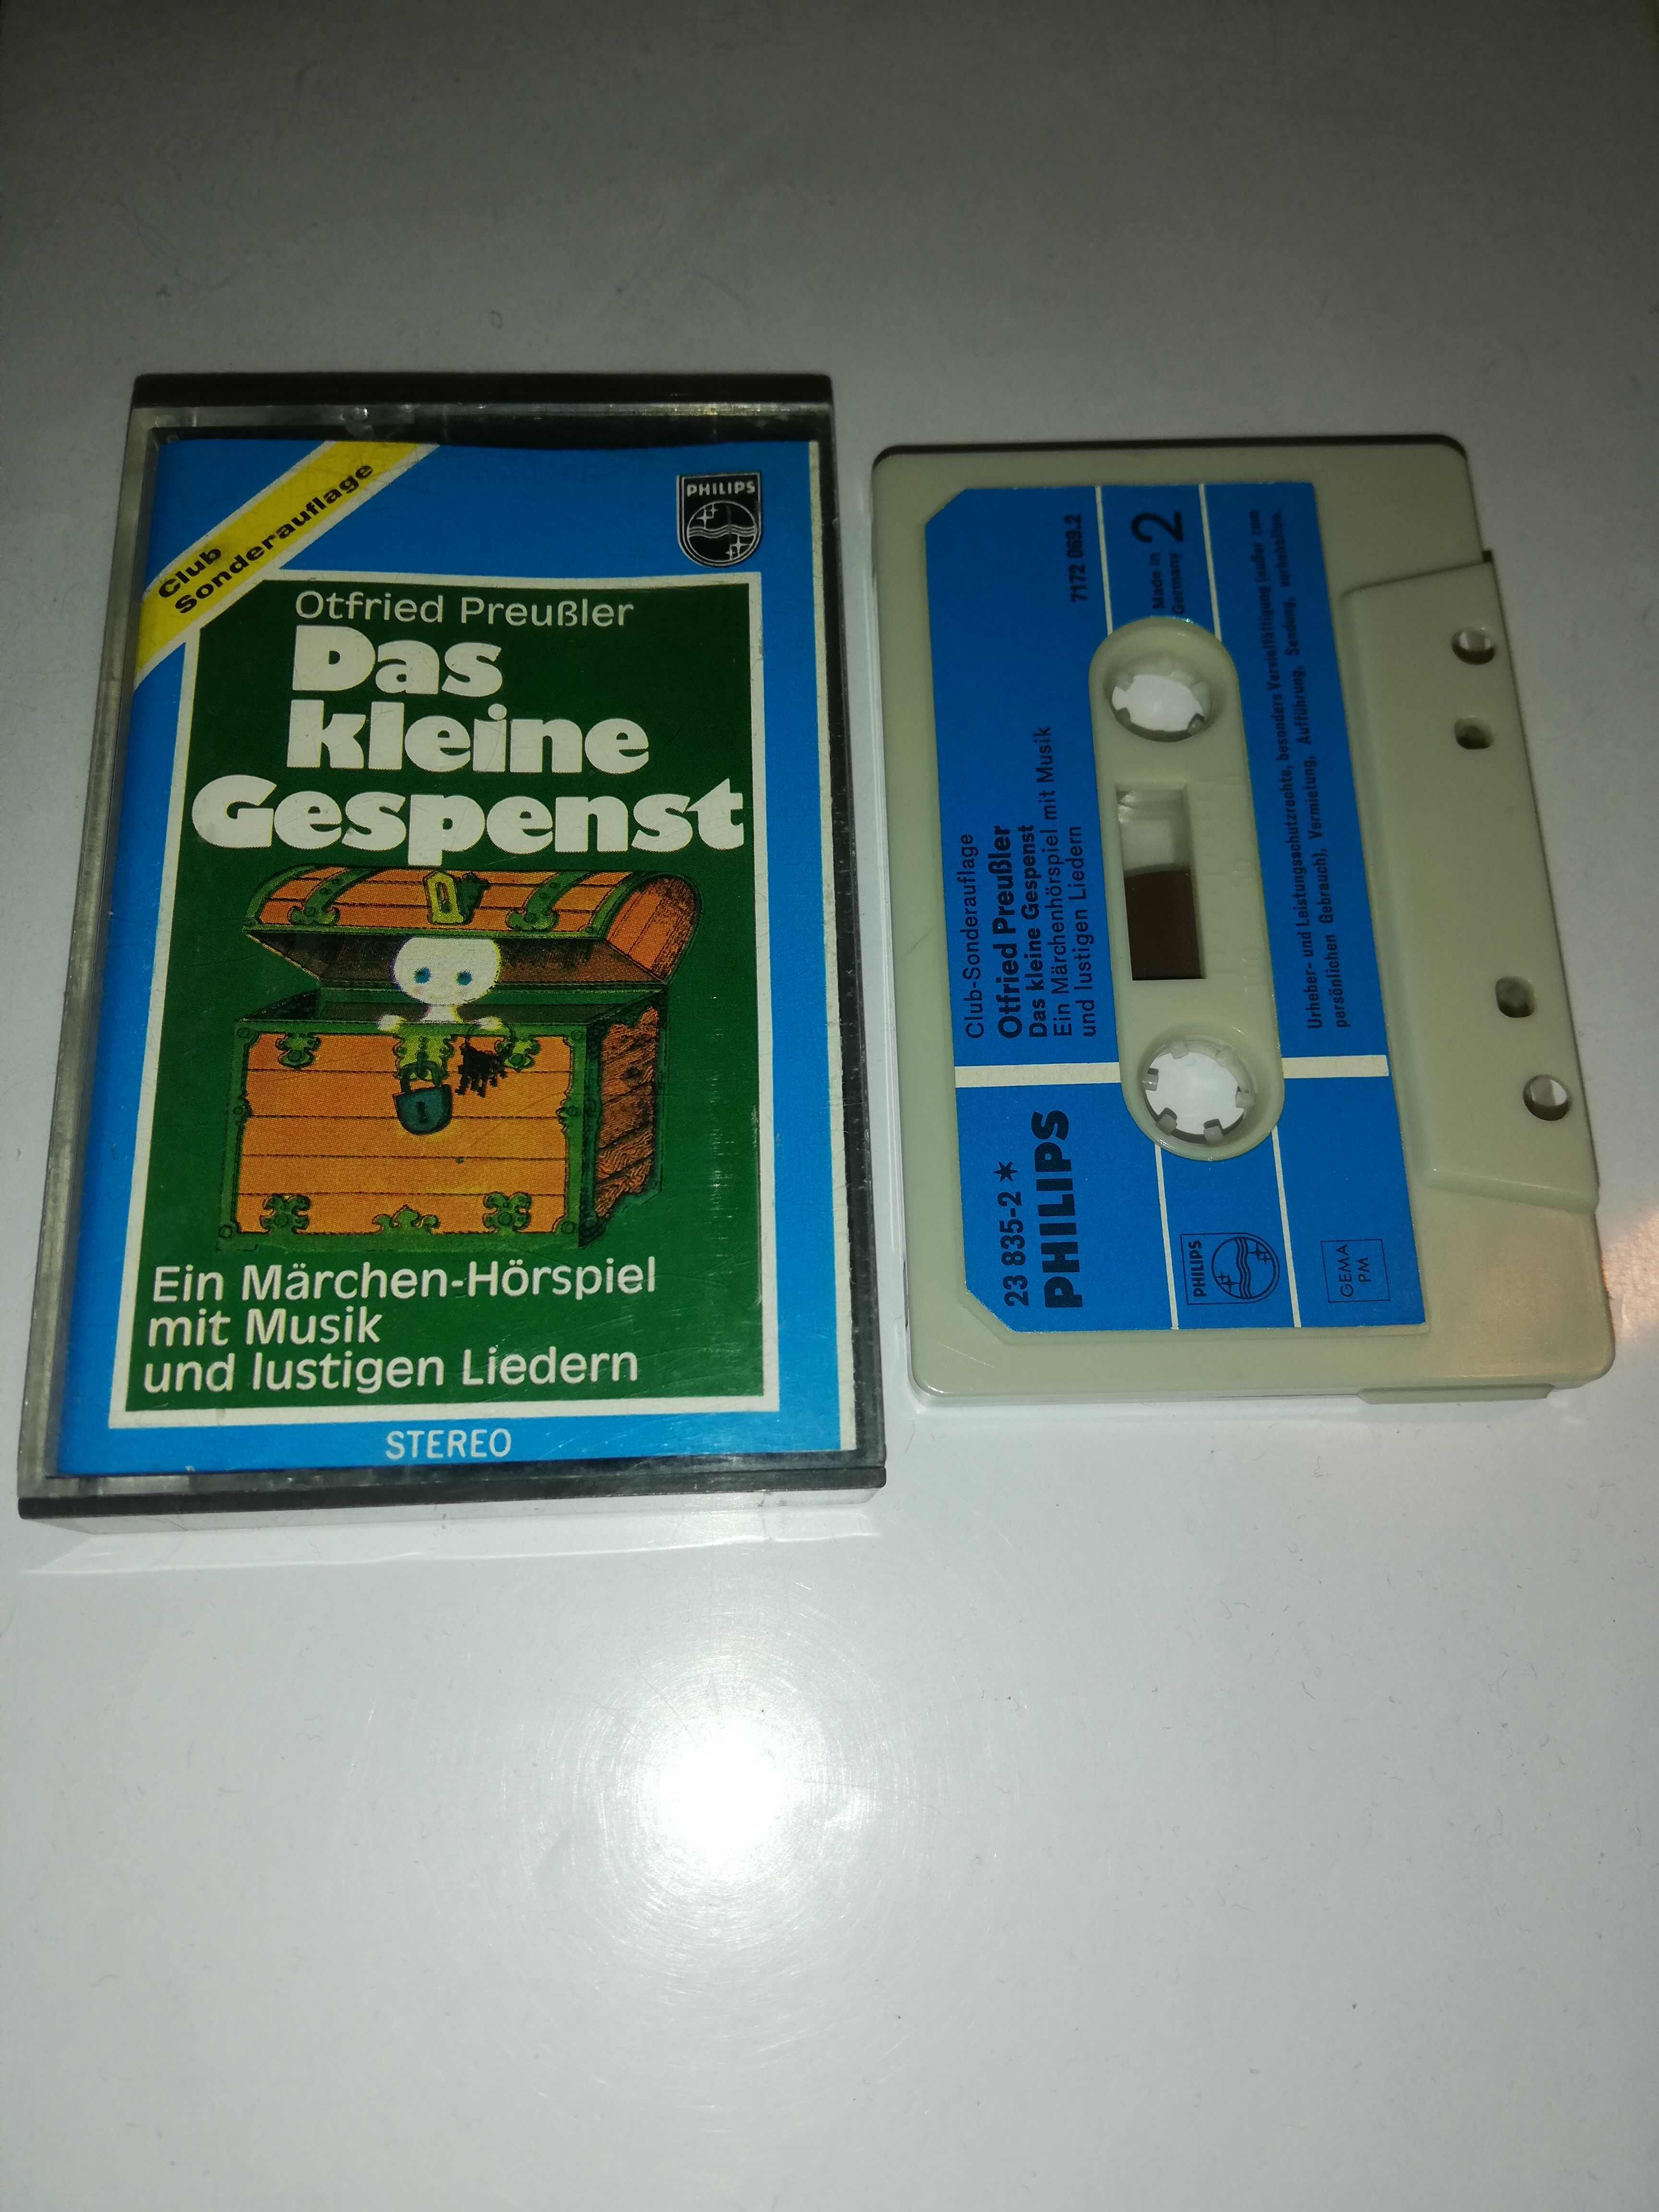 Club
Sonderauflage
PHILIPS
Otfried Preußler
Das
kleine
Gespenst
Ein Märchen-Hörspiel
mit Musik
und lustigen Liedern
STEREO
23 835-2 *
PHILIPS
Club-Sonderauflage
Otfried Preußler
Das kleine Gespenst
Ein Märchenhörspiel mit Musik
und lustigen Liedern
7172 069.2
Made in
Germany
2
PHILIPS
GEMA
PM
Urheber- und Leistungsschutzrechte, besonders Vervielfältigung (außer zum
persönlichen Gebrauch), Vermietung, Aufführung, Sendung, vorbehalten.